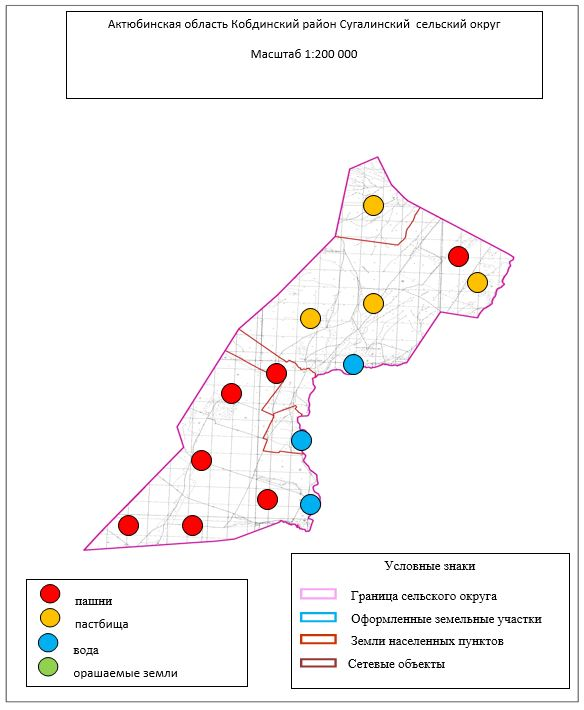 Актюбинская область Кобдинский район Сугалинский сельский округ
Масштаб 1:200 000
пашни
пастбища
вода
орашаемые земли
Условные знаки
Граница сельского округа
Оформленные земельные участки
Земли населенных пунктов
Сетевые объекты